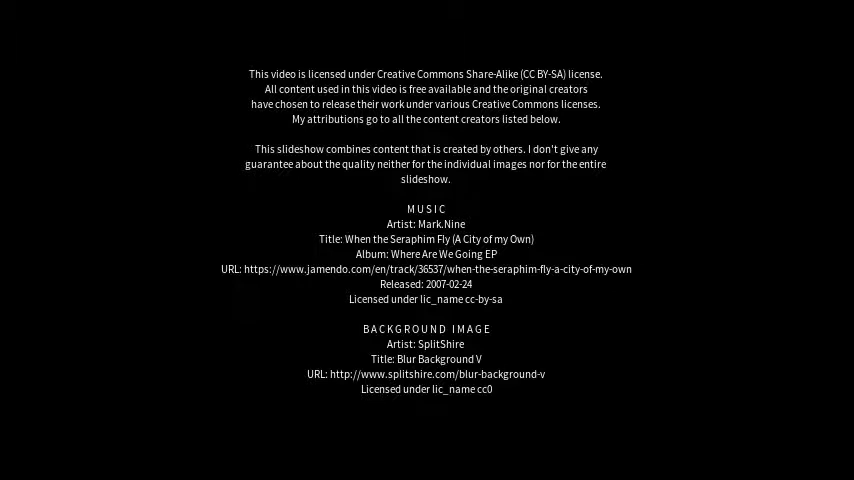 This video is licensed under Creative Commons Share-Alike (CC BY-SA) license.
All content used in this video is free available and the original creators
have chosen to release their work under various Creative Commons licenses.
My attributions go to all the content creators listed below.
This slideshow combines content that is created by others. I don't give any
guarantee about the quality neither for the individual images nor for the entire
slideshow.
MUSIC
Artist: Mark.Nine
Title: When the Seraphim Fly (A City of my Own)
Album: Where Are We Going EP
URL: https://www.jamendo.com/en/track/36537/when-the-seraphim-fly-a-city-of-my-own
Released: 2007-02-24
Licensed under lic_name cc-by-sa
BACKGROUND IMAGE
Artist: SplitShire
Title: Blur Background V
URL: http://www.splitshire.com/blur-background-v
Licensed under lic_name cc0